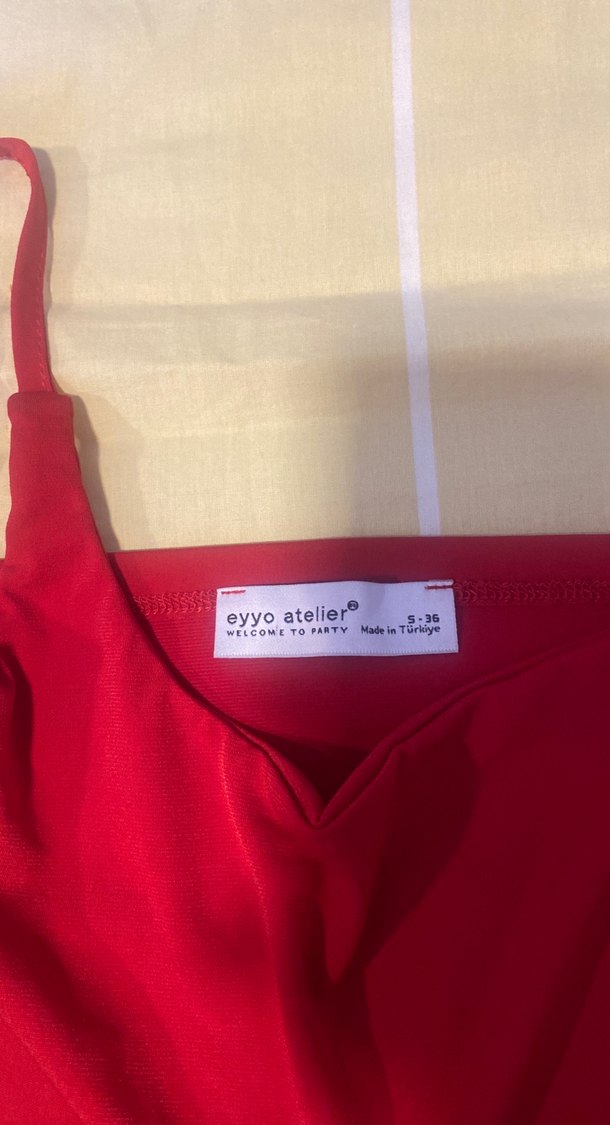 eyyo atelier®
WELCOME TO PARTY
S-36
Made in Türkiye